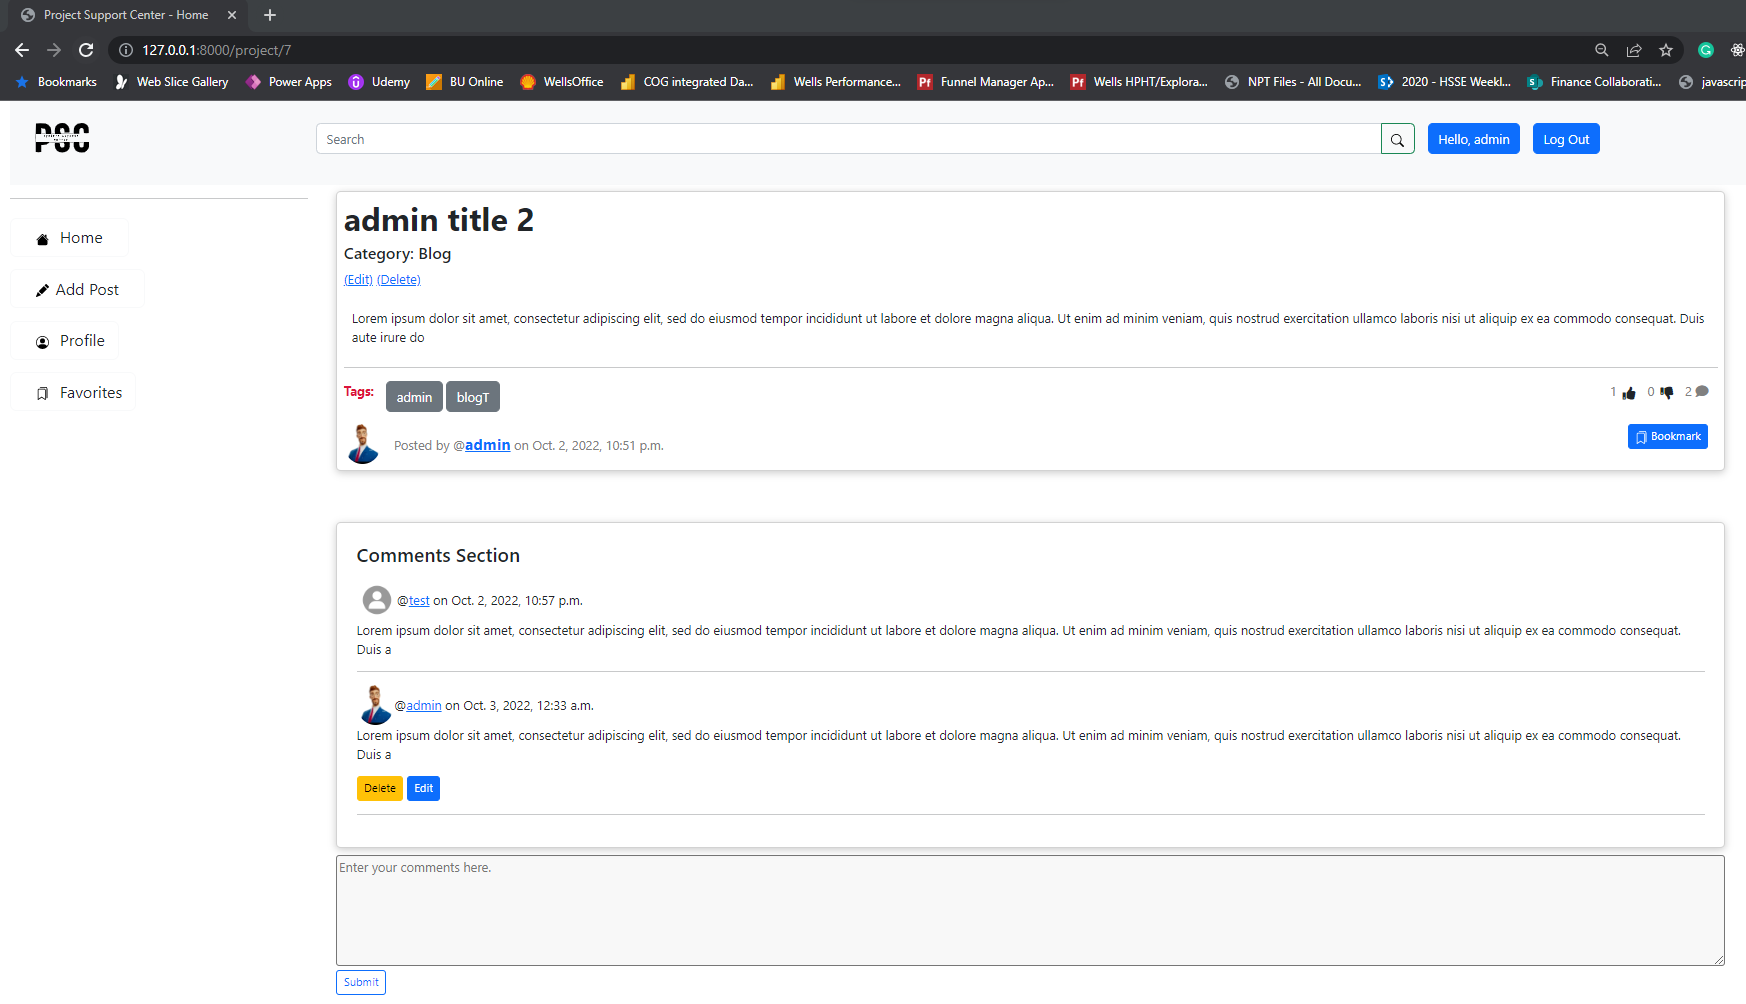 Project Support Center - Home
127.0.0.1:8000/project/7
Bookmarks Web Slice Gallery Power Apps Udemy BU Online WellsOffice COG integrated Da... Wells Performance... Funnel Manager Ap... Wells HPHT/Explora... NPT Files - All Docu... 2020 - HSSE Weekl... Finance Collaborati... javascrip
PSC
Search
Hello, admin
Log Out
Home
Add Post
Profile
Favorites
admin title 2
Category: Blog
(Edit) (Delete)
Lorem ipsum dolor sit amet, consectetur adipiscing elit, sed do eiusmod tempor incididunt ut labore et dolore magna aliqua. Ut enim ad minim veniam, quis nostrud exercitation ullamco laboris nisi ut aliquip ex ea commodo consequat. Duis
aute irure do
Tags: admin blogT 1 0 2
Posted by @admin on Oct. 2, 2022, 10:51 p.m. Bookmark
Comments Section
@test on Oct. 2, 2022, 10:57 p.m.
Lorem ipsum dolor sit amet, consectetur adipiscing elit, sed do eiusmod tempor incididunt ut labore et dolore magna aliqua. Ut enim ad minim veniam, quis nostrud exercitation ullamco laboris nisi ut aliquip ex ea commodo consequat.
Duis a
@admin on Oct. 3, 2022, 12:33 a.m.
Lorem ipsum dolor sit amet, consectetur adipiscing elit, sed do eiusmod tempor incididunt ut labore et dolore magna aliqua. Ut enim ad minim veniam, quis nostrud exercitation ullamco laboris nisi ut aliquip ex ea commodo consequat.
Duis a
Delete Edit
Enter your comments here.
Submit